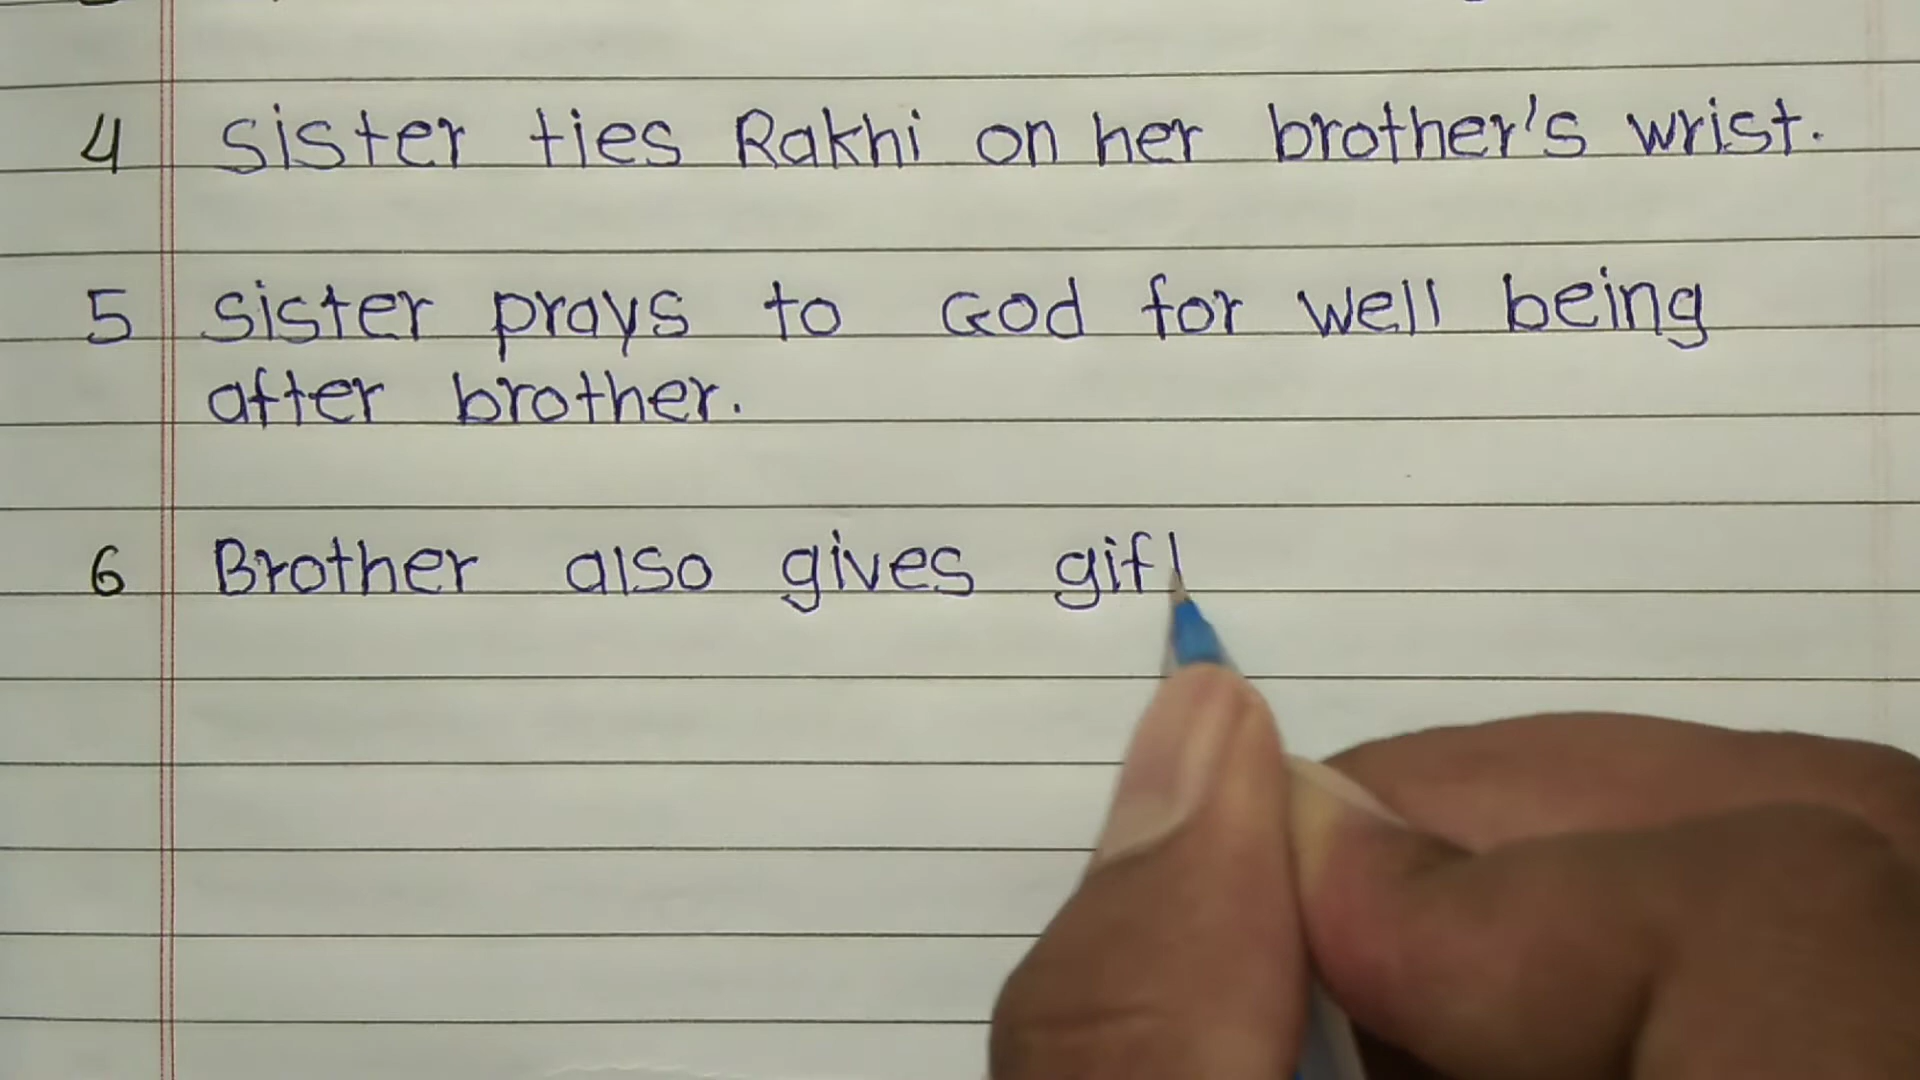 4 Sister ties Rakhi on her brother's wrist.
5 Sister prays to God for well being
after brother.
6 Brother also gives gif